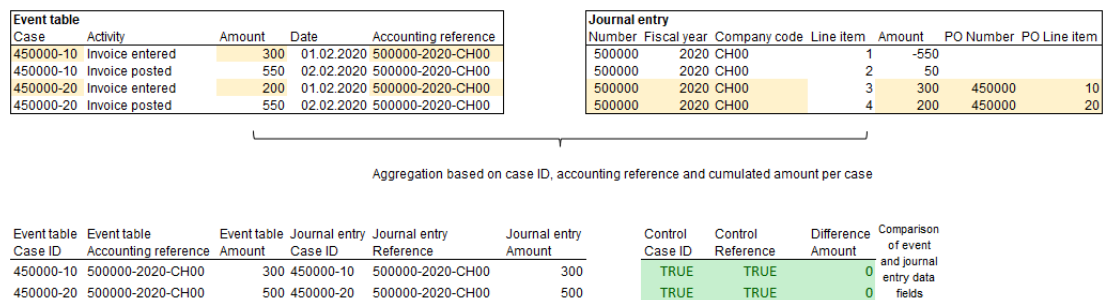 Event table
Case Activity Amount Date Accounting reference
450000-10 Invoice entered 300 01.02.2020 500000-2020-CH00
450000-10 Invoice posted 550 02.02.2020 500000-2020-CH00
450000-20 Invoice entered 200 01.02.2020 500000-2020-CH00
450000-20 Invoice posted 550 02.02.2020 500000-2020-CH00
Journal entry
Number Fiscal year Company code Line item Amount PO Number PO Line item
500000 2020 CH00 1 -550
500000 2020 CH00 2 50
500000 2020 CH00 3 300 450000 10
500000 2020 CH00 4 200 450000 20
Aggregation based on case ID, accounting reference and cumulated amount per case
Event table Event table Event table Journal entry Journal entry Journal entry
Case ID Accounting reference Amount Case ID Reference Amount
450000-10 500000-2020-CH00 300 450000-10 500000-2020-CH00 300
450000-20 500000-2020-CH00 500 450000-20 500000-2020-CH00 500
Control Control Difference
Case ID Reference Amount
TRUE TRUE 0
TRUE TRUE 0
Comparison
of event
and journal
entry data
fields